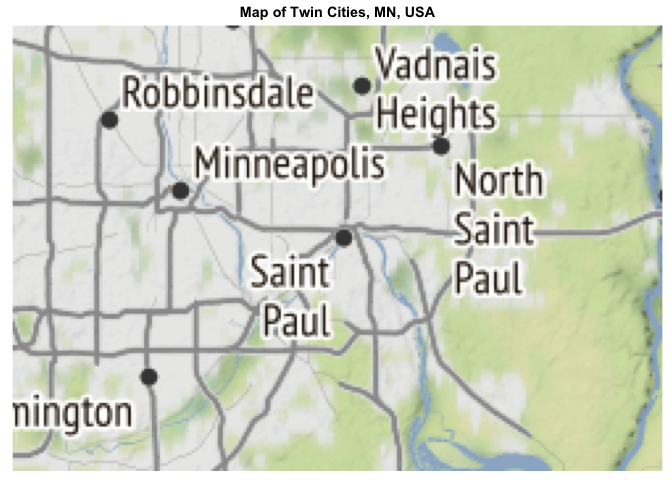 Map of Twin Cities, MN, USA
Vadnais
Heights
Robbinsdale
Minneapolis
North
Saint
Paul
Saint
Paul
mington